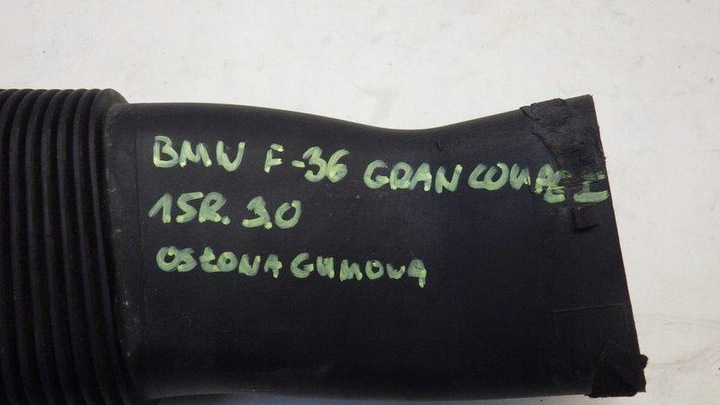 BMW F-36 GRAN COUPE
15R. 3.0
OSŁONA GUMOWA